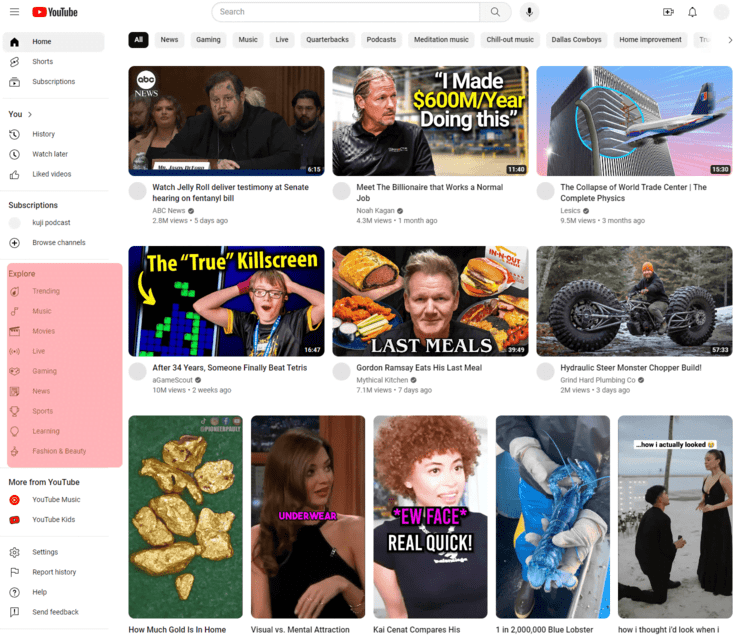 YouTube
Search
Home
Shorts
Subscriptions
You
History
Watch later
Liked videos
Subscriptions
kuji podcast
Browse channels
Explore
Trending
Music
Movies
Live
Gaming
News
Sports
Learning
Fashion & Beauty
More from YouTube
YouTube Music
YouTube Kids
Settings
Report history
Help
Send feedback
All News Gaming Music Live Quarterbacks Podcasts Meditation music Chill-out music Dallas Cowboys Home improvement
abc
NEWS
6:15
Watch Jelly Roll deliver testimony at Senate
hearing on fentanyl bill
ABC News
2.8M views • 5 days ago
"I Made
$600M/Year
Doing this"
11:40
Meet The Billionaire that Works a Normal
Job
Noah Kagan
4.3M views • 1 month ago
15:30
The Collapse of World Trade Center | The
Complete Physics
Lesics
9.5M views • 3 months ago
The "True" Killscreen
16:47
After 34 Years, Someone Finally Beat Tetris
aGameScout
10M views • 2 weeks ago
IN-N-OUT
LAST MEALS
39:49
Gordon Ramsay Eats His Last Meal
Mythical Kitchen
7.1M views • 7 days ago
57:33
Hydraulic Steer Monster Chopper Build!
Grind Hard Plumbing Co
2M views • 3 days ago
@PIONEERPAULY
How Much Gold Is In Home
UNDERWEAR
Visual vs. Mental Attraction
*EW FACE*
REAL QUICK!
Kai Cenat Compares His
1 in 2,000,000 Blue Lobster
...how i actually looked 😅
how i thought i'd look when i